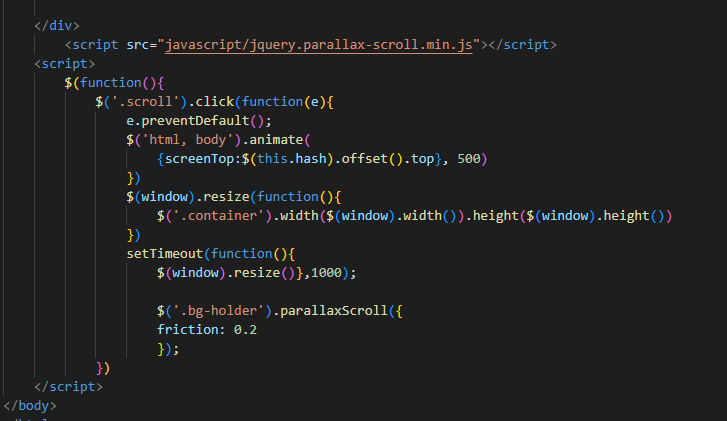 </div>
<script src="javascript/jquery.parallax-scroll.min.js"></script>
<script>
$(function(){
$('.scroll').click(function(e){
e.preventDefault();
$('html, body').animate(
{screenTop:$(this.hash).offset().top}, 500)
})
$(window).resize(function(){
$('.container').width($(window).width()).height($(window).height())
})
setTimeout(function(){
$(window).resize()},1000);
$('.bg-holder').parallaxScroll({
friction: 0.2
});
})
</script>
</body>